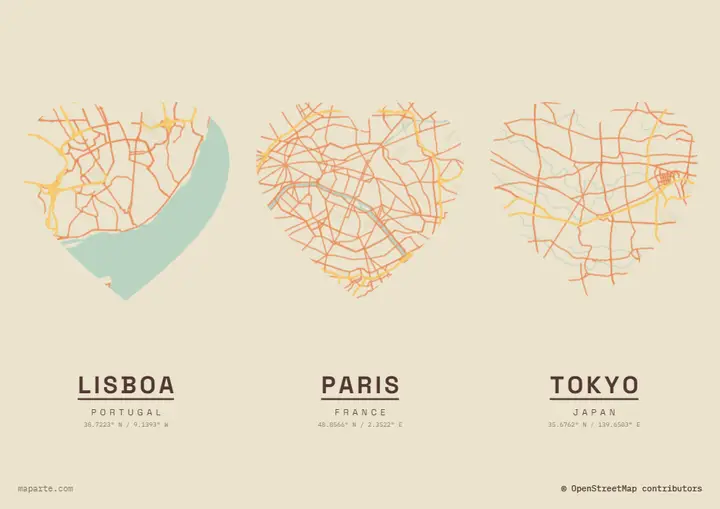 LISBOA
PORTUGAL
38.7223° N / 9.1393° W
PARIS
FRANCE
48.8566° N / 2.3522° E
TOKYO
JAPAN
35.6762° N / 139.6503° E
maparte.com
© OpenStreetMap contributors